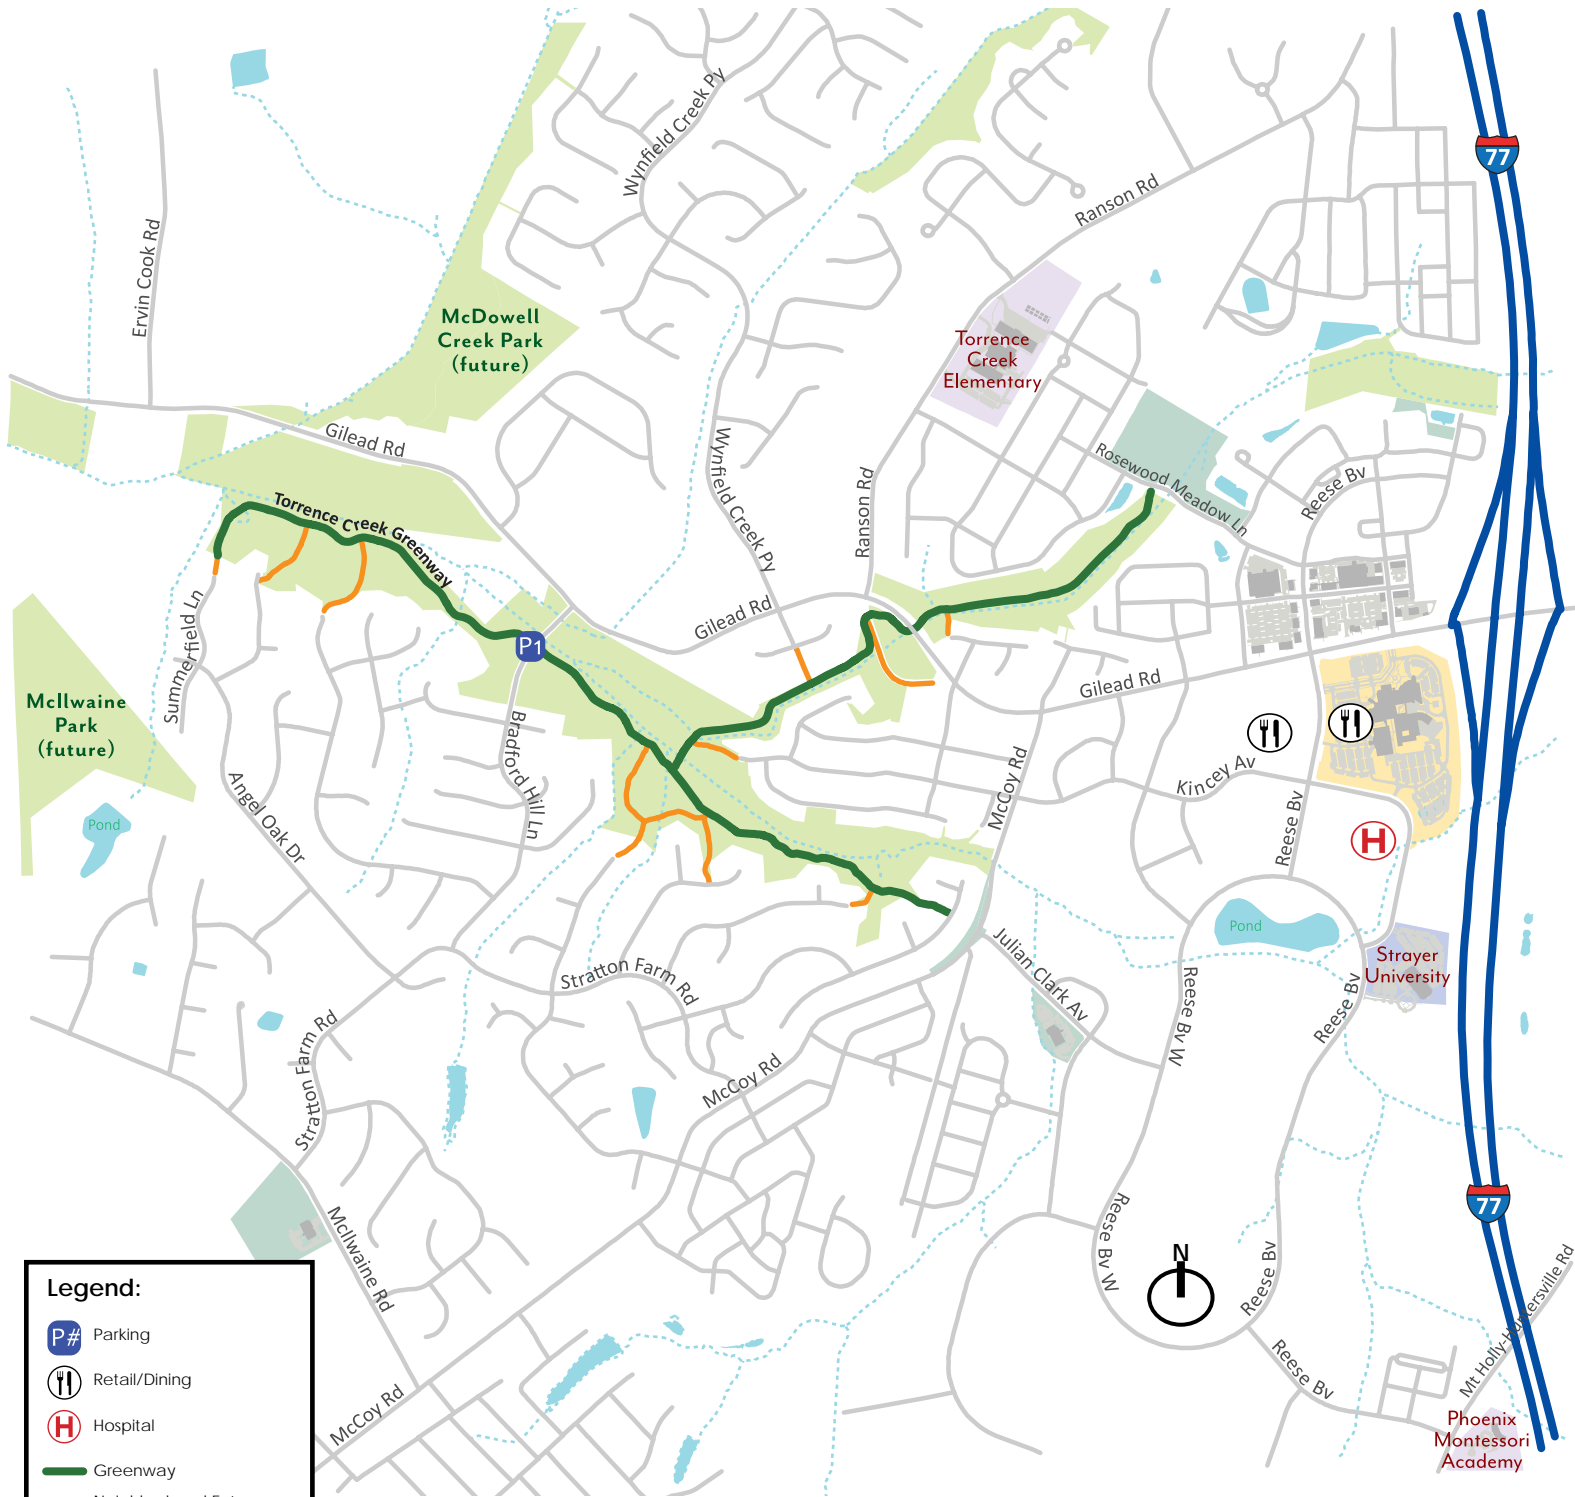 77
Wynfield Creek Py
Ranson Rd
Ervin Cook Rd
McDowell
Creek Park
(future)
Torrence
Creek
Elementary
Gilead Rd
Wynfield Creek Py
Ranson Rd
Rosewood Meadow Ln
Reese Bv
Torrence Creek Greenway
Gilead Rd
Summerfield Ln
P1
Gilead Rd
McIlwaine
Park
(future)
Bradford Hill Ln
McCoy Rd
Kincey Av
Reese Bv
Angel Oak Dr
Pond
H
Pond
Strayer
University
Julian Clark Av
Stratton Farm Rd
Reese Bv W
Reese Bv
Stratton Farm Rd
McCoy Rd
77
Reese Bv W
McIlwaine Rd
N
Reese Bv
Mt Holly-Huntersville Rd
Reese Bv
McCoy Rd
Phoenix
Montessori
Academy
Legend:
P# Parking
Retail/Dining
H Hospital
Greenway